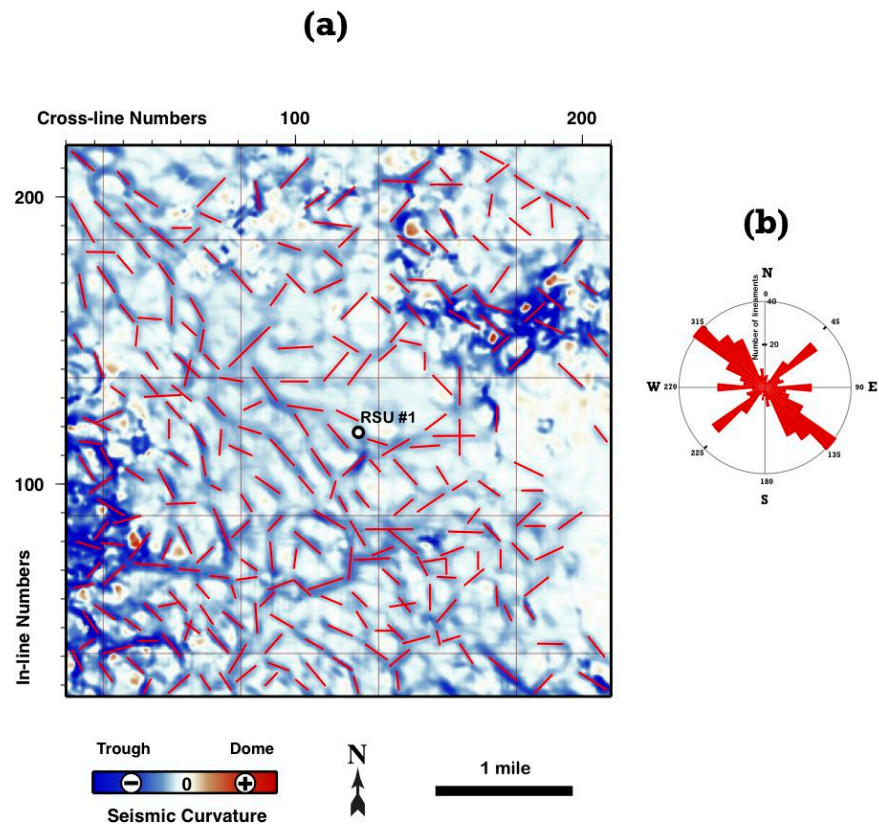 (a)
Cross-line Numbers 100 200
200
100
In-line Numbers
RSU #1
(b)
N
0
40
20
Number of lineaments
315
45
W 270
90 E
225
135
180
S
Trough Dome
− 0 +
Seismic Curvature
N
1 mile